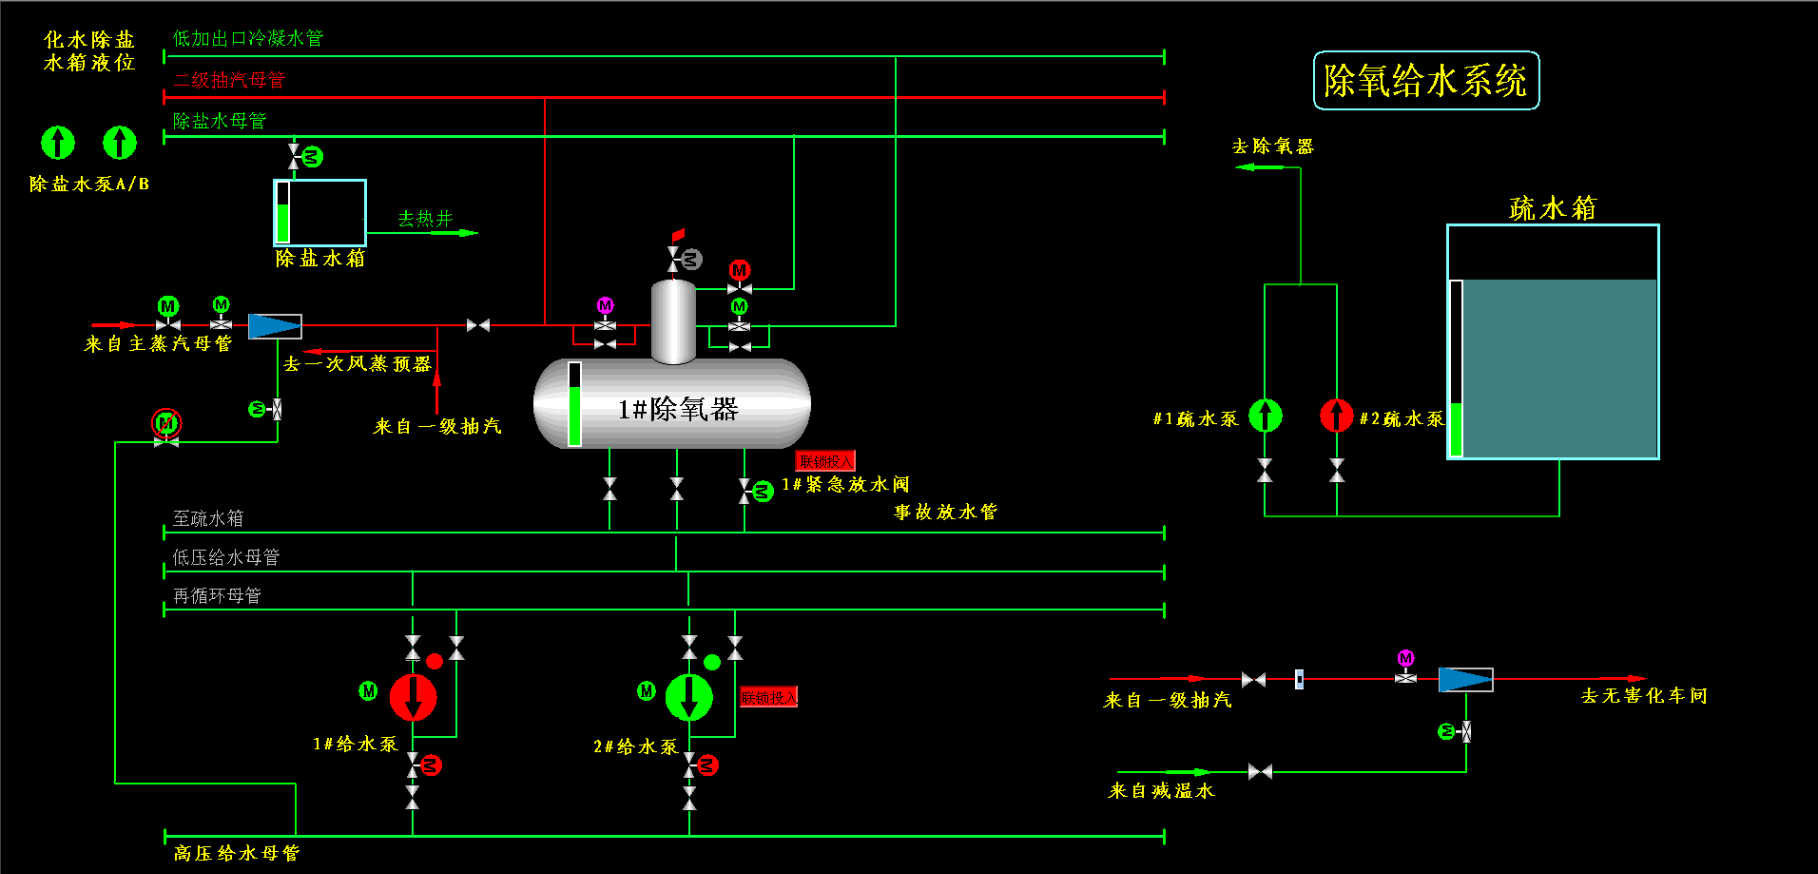 化水除盐
水箱液位
低加出口冷凝水管
二级抽汽母管
除盐水母管
除氧给水系统
除盐水泵A/B
M
去热井
除盐水箱
去除氧器
疏水箱
M
M
M
M
M
M
来自主蒸汽母管
去一次风蒸预器
M
M
来自一级抽汽
1#除氧器
#1疏水泵
#2疏水泵
联锁投入
M
1#紧急放水阀
事故放水管
至疏水箱
低压给水母管
再循环母管
M
M
联锁投入
1#给水泵
2#给水泵
M
M
M
来自一级抽汽
去无害化车间
M
来自减温水
高压给水母管